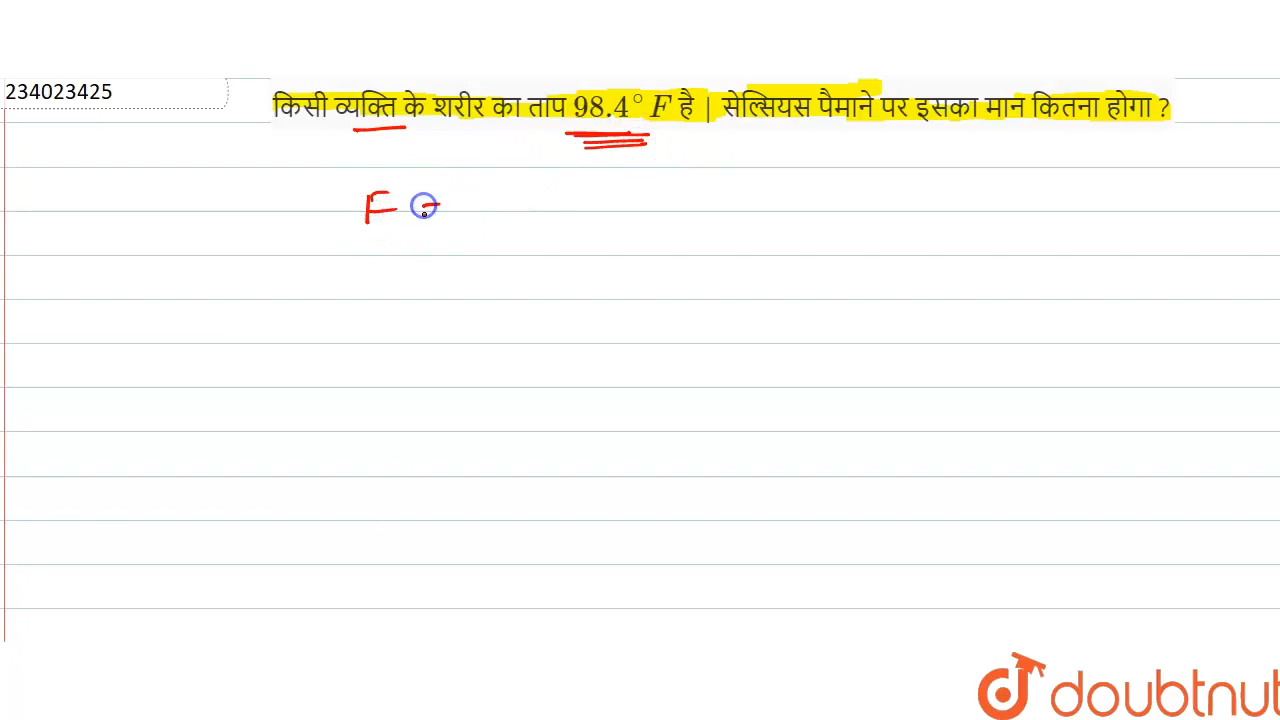 234023425
किसी व्यक्ति के शरीर का ताप 98.4° F है | सेल्सियस पैमाने पर इसका मान कितना होगा ?
F =
doubtnut